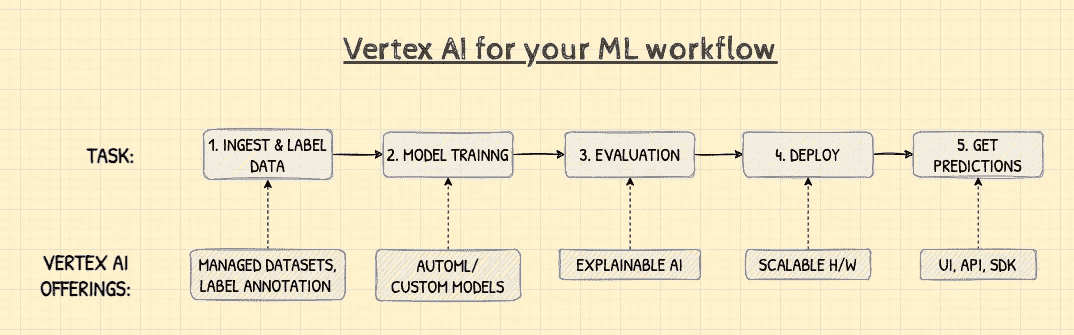 Vertex AI for your ML workflow
TASK:
1. INGEST & LABEL
DATA
2. MODEL TRAINNG
3. EVALUATION
4. DEPLOY
5. GET
PREDICTIONS
VERTEX AI
OFFERINGS:
MANAGED DATASETS,
LABEL ANNOTATION
AUTOML/
CUSTOM MODELS
EXPLAINABLE AI
SCALABLE H/W
UI, API, SDK